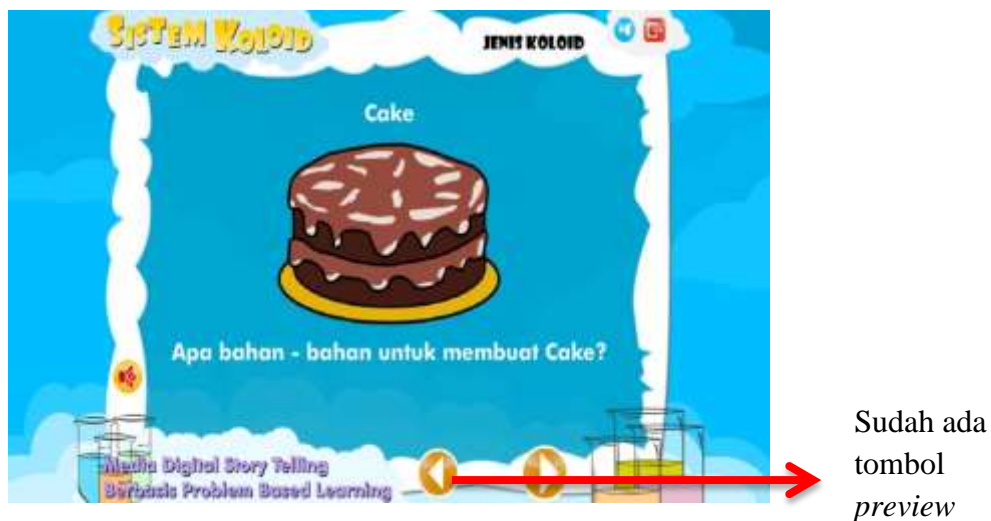 SISTEM KOLOID
JENIS KOLOID
Cake
Apa bahan - bahan untuk membuat Cake?
Media Digital Story Telling
Berbasis Problem Based Learning
Sudah ada
tombol
preview